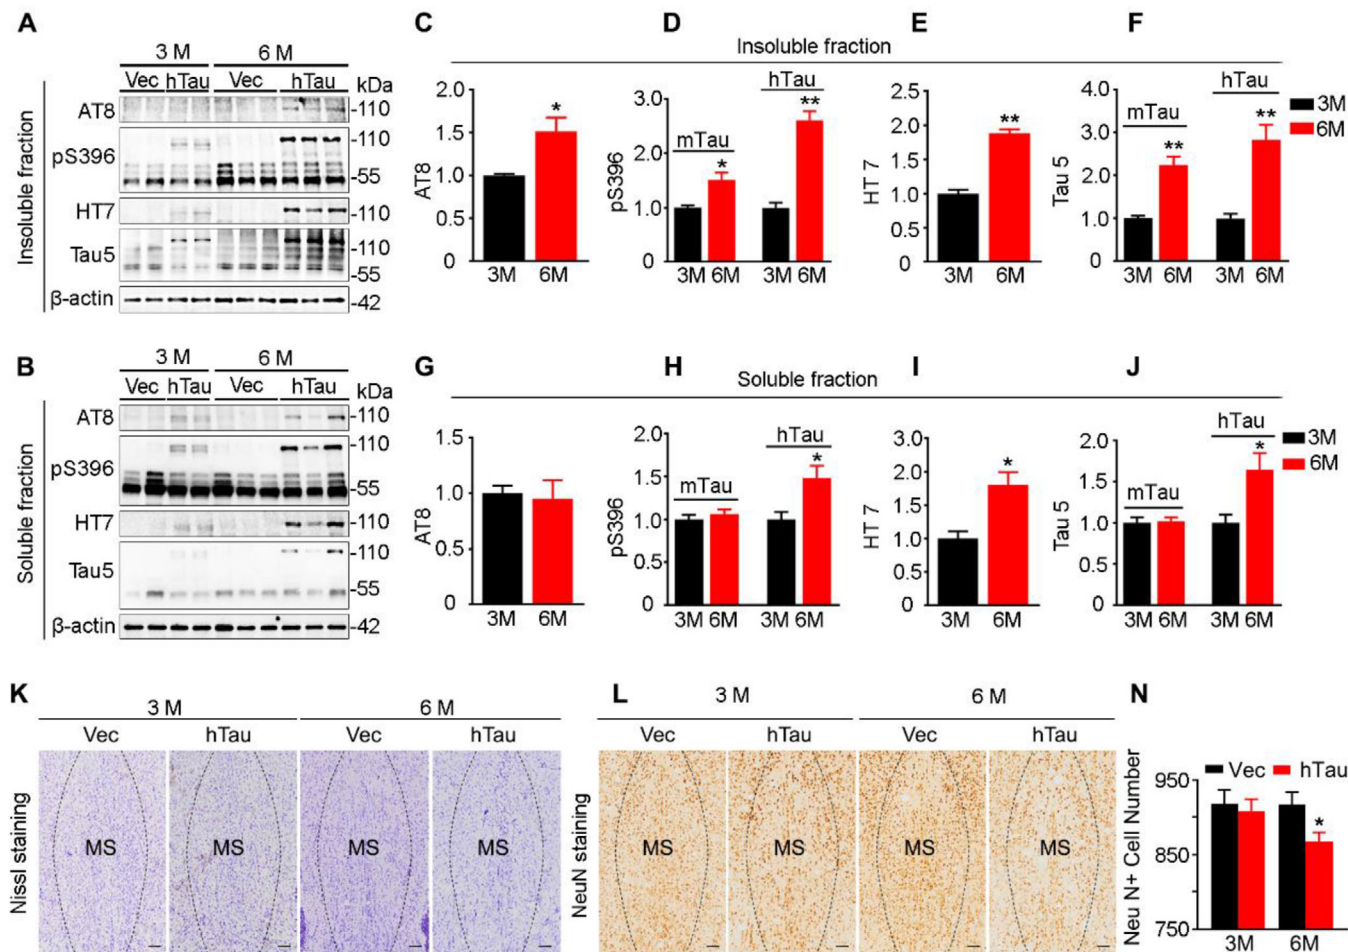 A
3 M 6 M
Vec hTau Vec hTau kDa
Insoluble fraction
AT8 -110
pS396 -110
-55
HT7 -110
Tau5 -110
-55
β-actin -42
C D E F
Insoluble fraction
AT8
2.0
1.5
1.0
0.5
0
*
3M 6M
pS396
3.0
2.0
1.0
0
mTau
*
hTau
**
3M 6M 3M 6M
HT 7
2.5
2.0
1.5
1.0
0
**
3M 6M
Tau 5
4.0
3.0
2.0
1.0
0
mTau
**
hTau
**
3M 6M 3M 6M
3M
6M
B
3 M 6 M
Vec hTau Vec hTau kDa
Soluble fraction
AT8 -110
pS396 -110
-55
HT7 -110
Tau5 -110
-55
β-actin -42
G H I J
Soluble fraction
AT8
1.5
1.0
0.5
0
3M 6M
pS396
2.0
1.5
1.0
0.5
0
mTau
hTau
*
3M 6M 3M 6M
HT 7
3.0
2.0
1.0
1.0
0
*
3M 6M
Tau 5
2.0
1.5
1.0
0.5
0
mTau
hTau
*
3M 6M 3M 6M
3M
6M
K
3 M 6 M
Vec hTau Vec hTau
Nissl staining
MS MS MS MS
L
3 M 6 M
Vec hTau Vec hTau
NeuN staining
MS MS MS MS
N
Vec hTau
Neu N+ Cell Number
950
850
750
*
3M 6M